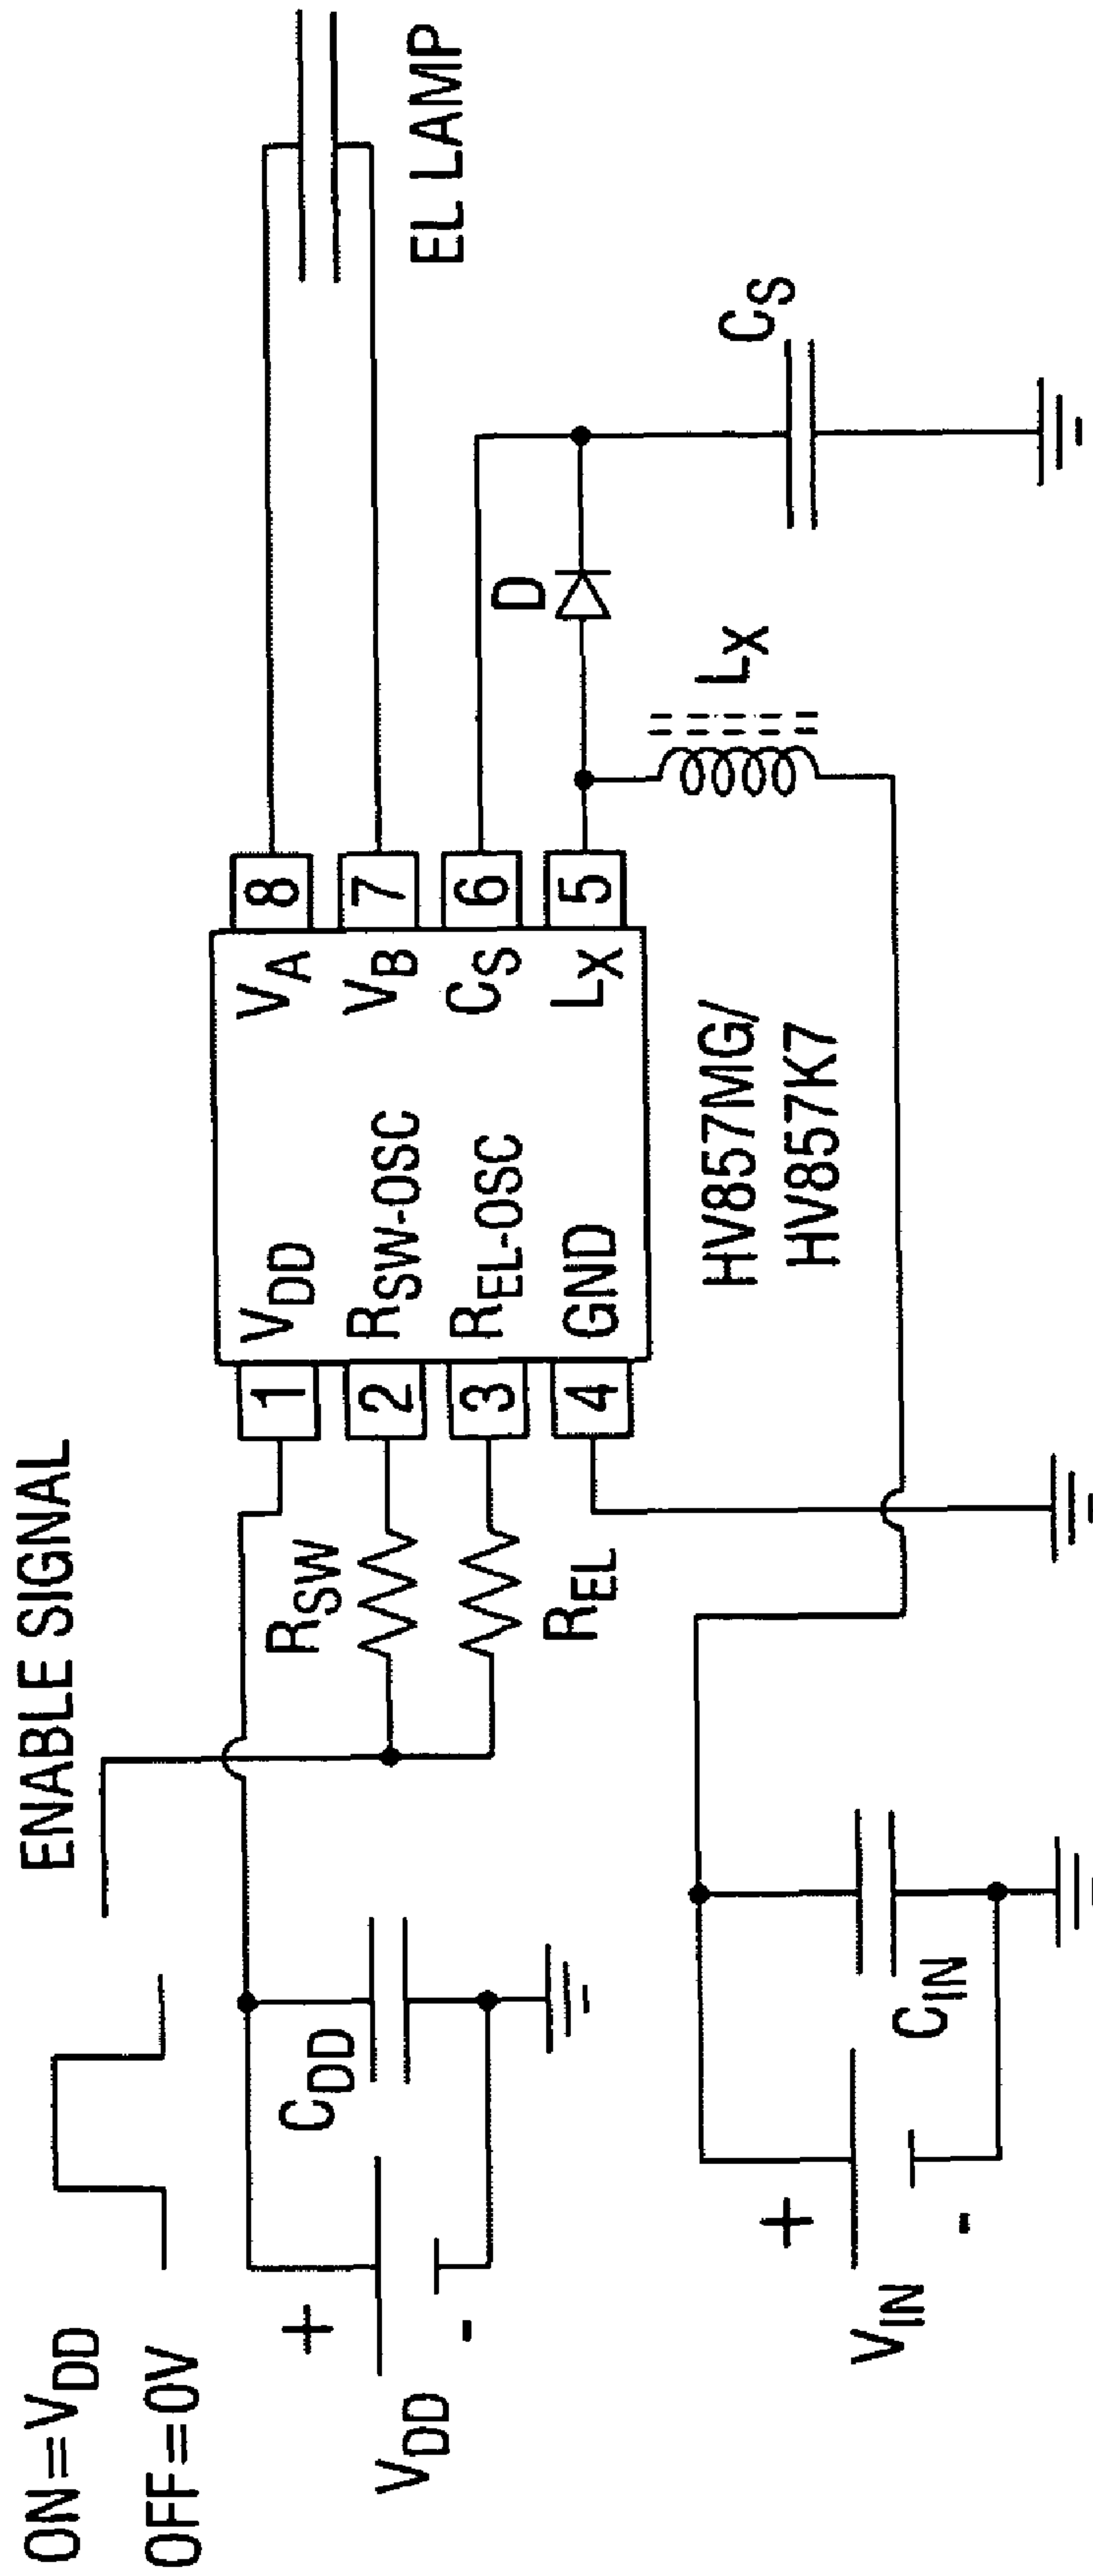 ON=VDD
OFF=0V
ENABLE SIGNAL
VDD
+
-
CDD
RSW
REL
1
2
3
4
VDD
RSW-OSC
REL-OSC
GND
VA
VB
CS
LX
8
7
6
5
HV857MG/
HV857K7
EL LAMP
D
LX
CS
VIN
+
-
CIN